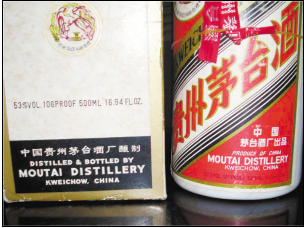 53%VOL. 106PROOF 500ML 16.94 FL.OZ.
中国贵州茅台酒厂酿制
DISTILLED & BOTTLED BY
MOUTAI DISTILLERY
KWEICHOW, CHINA
KWEICHOW
贵州茅台酒
中国
茅台酒厂出品
PRODUCE OF CHINA
MOUTAI DISTILLERY
KWEICHOW, CHINA